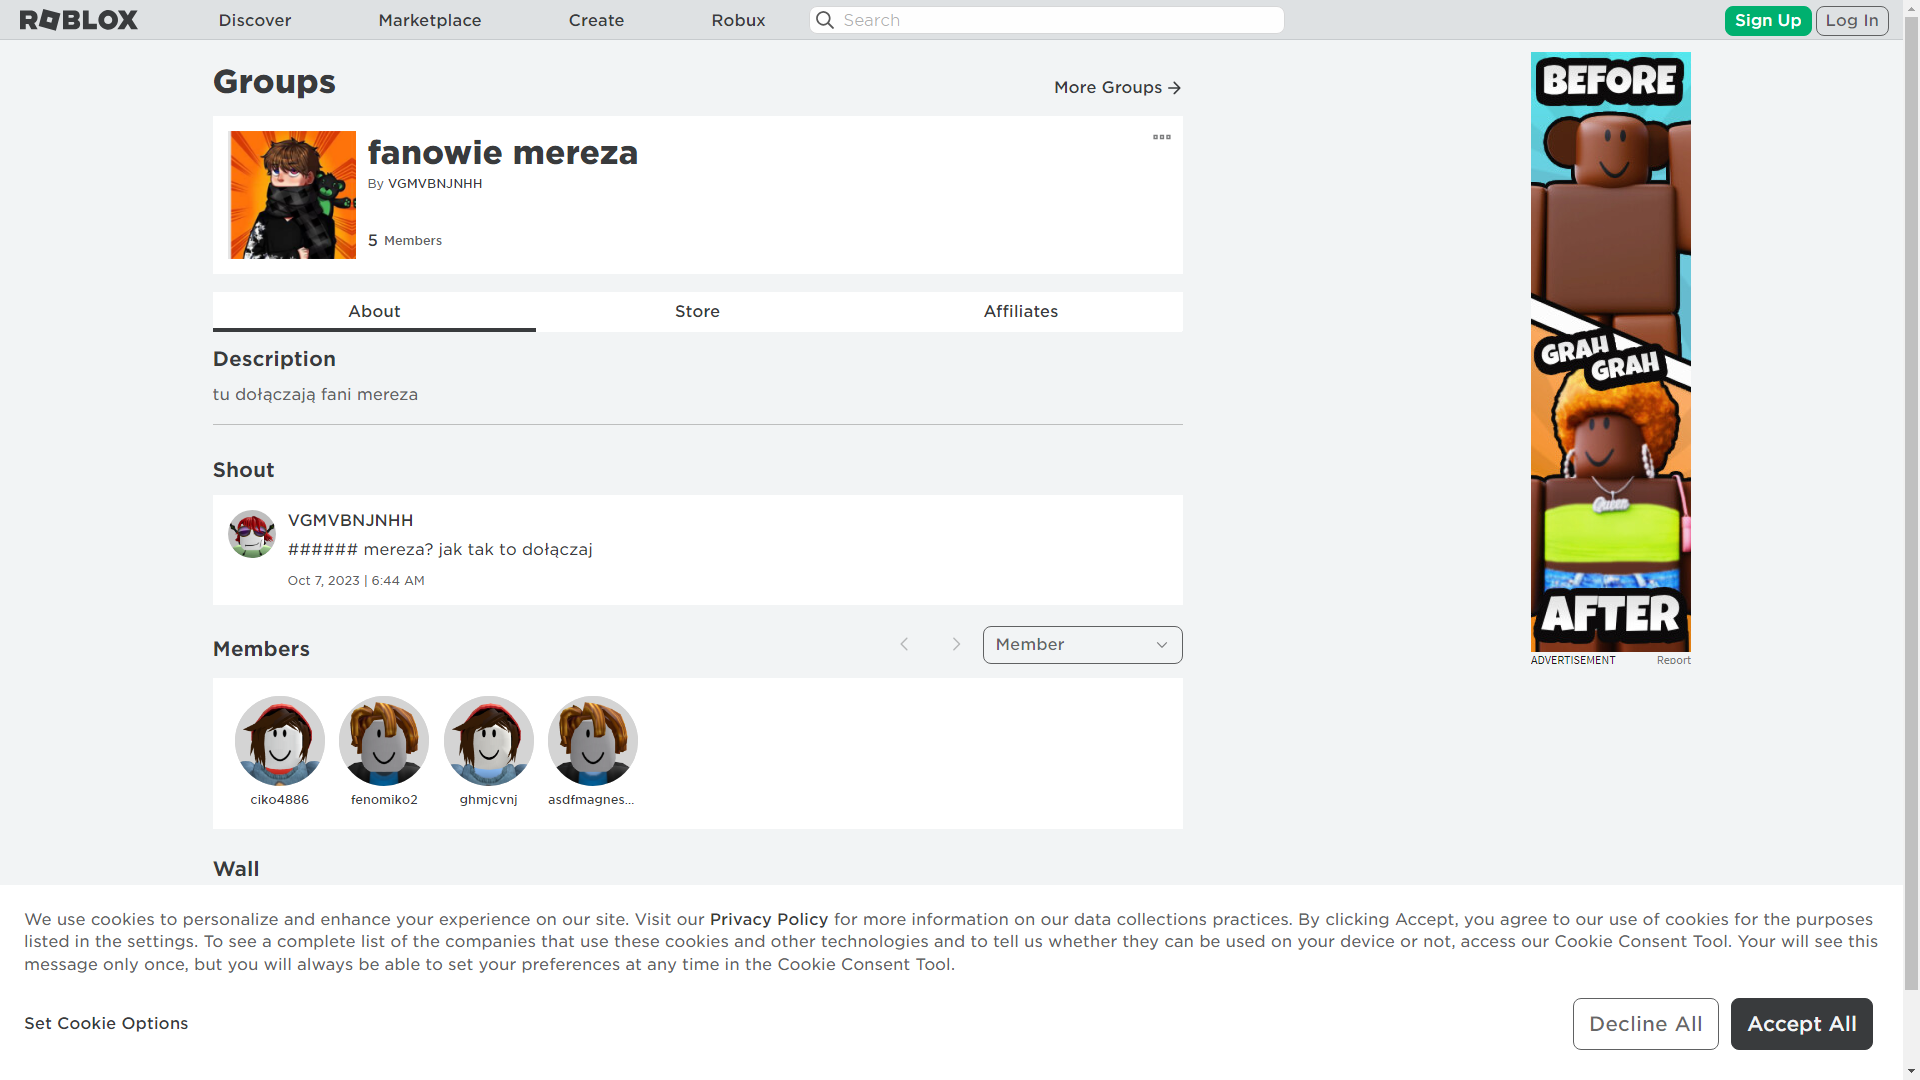 ROBLOX
Discover
Marketplace
Create
Robux
Search
Sign Up
Log In
Groups
More Groups
fanowie mereza
By VGMVBNJNHH
5 Members
About
Store
Affiliates
Description
tu dołączają fani mereza
Shout
VGMVBNJNHH
###### mereza? jak tak to dołączaj
Oct 7, 2023 | 6:44 AM
Members
Member
ciko4886
fenomiko2
ghmjcvnj
asdfmagnes...
Wall
BEFORE
GRAH
GRAH
Queen
AFTER
ADVERTISEMENT
Report
We use cookies to personalize and enhance your experience on our site. Visit our Privacy Policy for more information on our data collections practices. By clicking Accept, you agree to our use of cookies for the purposes
listed in the settings. To see a complete list of the companies that use these cookies and other technologies and to tell us whether they can be used on your device or not, access our Cookie Consent Tool. Your will see this
message only once, but you will always be able to set your preferences at any time in the Cookie Consent Tool.
Set Cookie Options
Decline All
Accept All